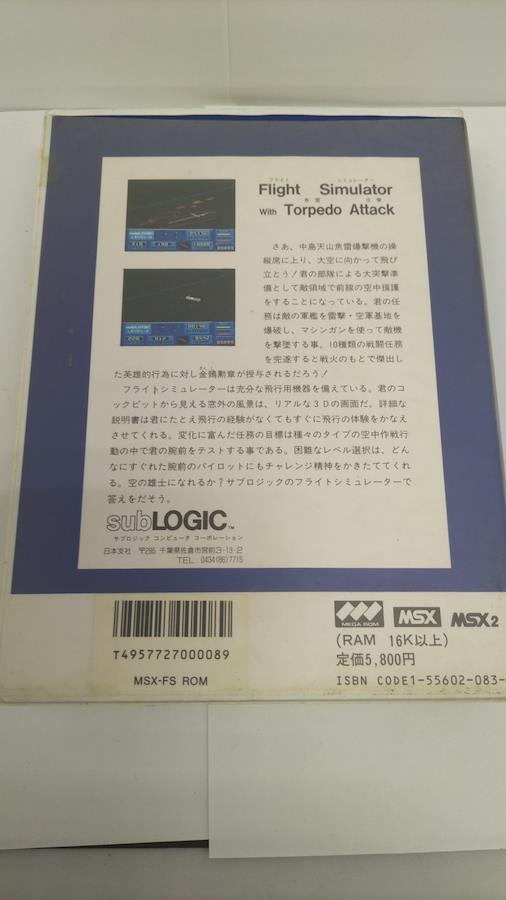 フライト シミュレーター
Flight Simulator
魚雷 攻撃
With Torpedo Attack
さあ、中島天山魚雷爆撃機の操
縦席に上り、大空に向かって飛び
立とう！君の部隊による大突撃準
備として敵領域で前線の空中援護
をすることになっている。君の任
務は敵の軍艦を雷撃・空軍基地を
爆破し、マシンガンを使って敵機
を撃墜する事。10種類の戦闘任務
を完遂すると戦火のもとで傑出し
た英雄的行為に対し金鵄勲章が授与されるだろう！
フライトシミュレーターは充分な飛行用機器を備えている。君のコ
ックピットから見える窓外の風景は、リアルな3Dの画面だ。詳細な
説明書は君にたとえ飛行の経験がなくてもすぐに飛行の体験をかなえ
させてくれる。変化に富んだ任務の目標は種々のタイプの空中作戦行
動の中で君の腕前をテストする事である。困難なレベル選択は、どん
なにすぐれた腕前のパイロットにもチャレンジ精神をかきたててくれ
る。空の雄士になれるか？サブロジックのフライトシミュレーターで
答えをだそう。
subLOGIC™
サブロジック コンピュータ コーポレーション
日本支社 〒285 千葉県佐倉市宮前3-13-2
TEL 0434(86)7715
T4957727000089
MSX-FS ROM
MEGA ROM MSX MSX2
(RAM 16K以上)
定価5,800円
ISBN CODE1-55602-083-